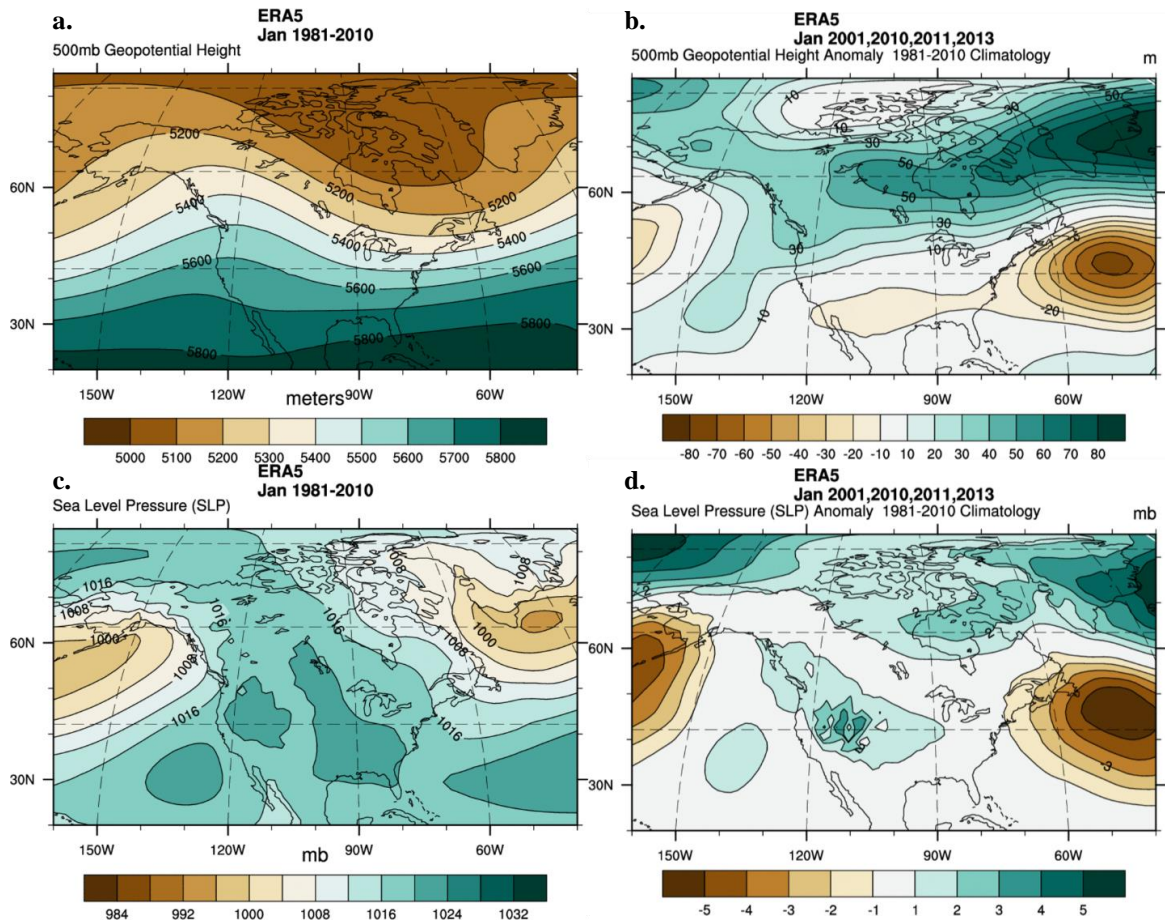 a.
ERA5
Jan 1981-2010
500mb Geopotential Height
5200
5400
5600
5800
5200
5200
5400
5400
5600
5600
5800
5800
60N
30N
150W
120W
90W
60W
meters
5000 5100 5200 5300 5400 5500 5600 5700 5800
b.
ERA5
Jan 2001,2010,2011,2013
500mb Geopotential Height Anomaly 1981-2010 Climatology
m
10
10
30
30
50
50
50
30
30
10
10
-20
60N
30N
150W
120W
90W
60W
-80 -70 -60 -50 -40 -30 -20 -10 10 20 30 40 50 60 70 80
c.
ERA5
Jan 1981-2010
Sea Level Pressure (SLP)
1016
1008
1000
1008
1016
1016
1016
1008
1008
1000
1008
1016
60N
30N
150W
120W
90W
60W
mb
984 992 1000 1008 1016 1024 1032
d.
ERA5
Jan 2001,2010,2011,2013
Sea Level Pressure (SLP) Anomaly 1981-2010 Climatology
mb
-3
60N
30N
150W
120W
90W
60W
-5 -4 -3 -2 -1 1 2 3 4 5